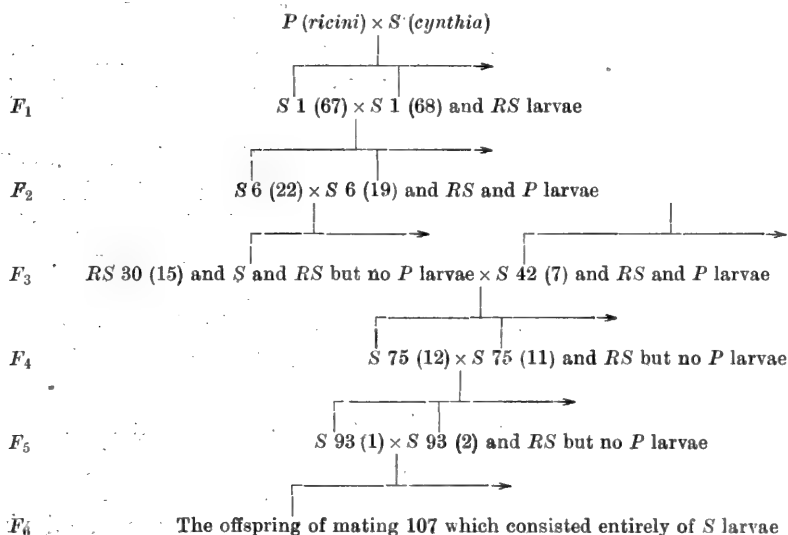 P (ricini) × S (cynthia)
F1 S 1 (67) × S 1 (68) and RS larvae
F2 S 6 (22) × S 6 (19) and RS and P larvae
F3 RS 30 (15) and S and RS but no P larvae × S 42 (7) and RS and P larvae
F4 S 75 (12) × S 75 (11) and RS but no P larvae
F5 S 93 (1) × S 93 (2) and RS but no P larvae
F6 The offspring of mating 107 which consisted entirely of S larvae